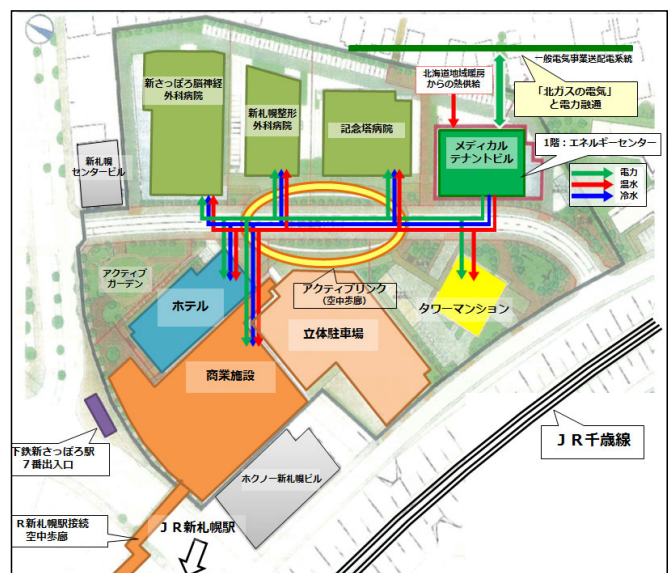 一般電気事業送配電系統
新さっぽろ脳神経
外科病院
新札幌整形
外科病院
記念塔病院
北海道地域暖房
からの熱供給
「北ガスの電気」
と電力融通
メディカル
テナントビル
1階：エネルギーセンター
新札幌
センタービル
電力
温水
冷水
アクティブ
ガーデン
ホテル
アクティブリンク
（空中歩廊）
タワーマンション
立体駐車場
商業施設
下鉄新さっぽろ駅
7番出入口
ＪＲ千歳線
ホクノー新札幌ビル
Ｒ新札幌駅接続
空中歩廊
ＪＲ新札幌駅